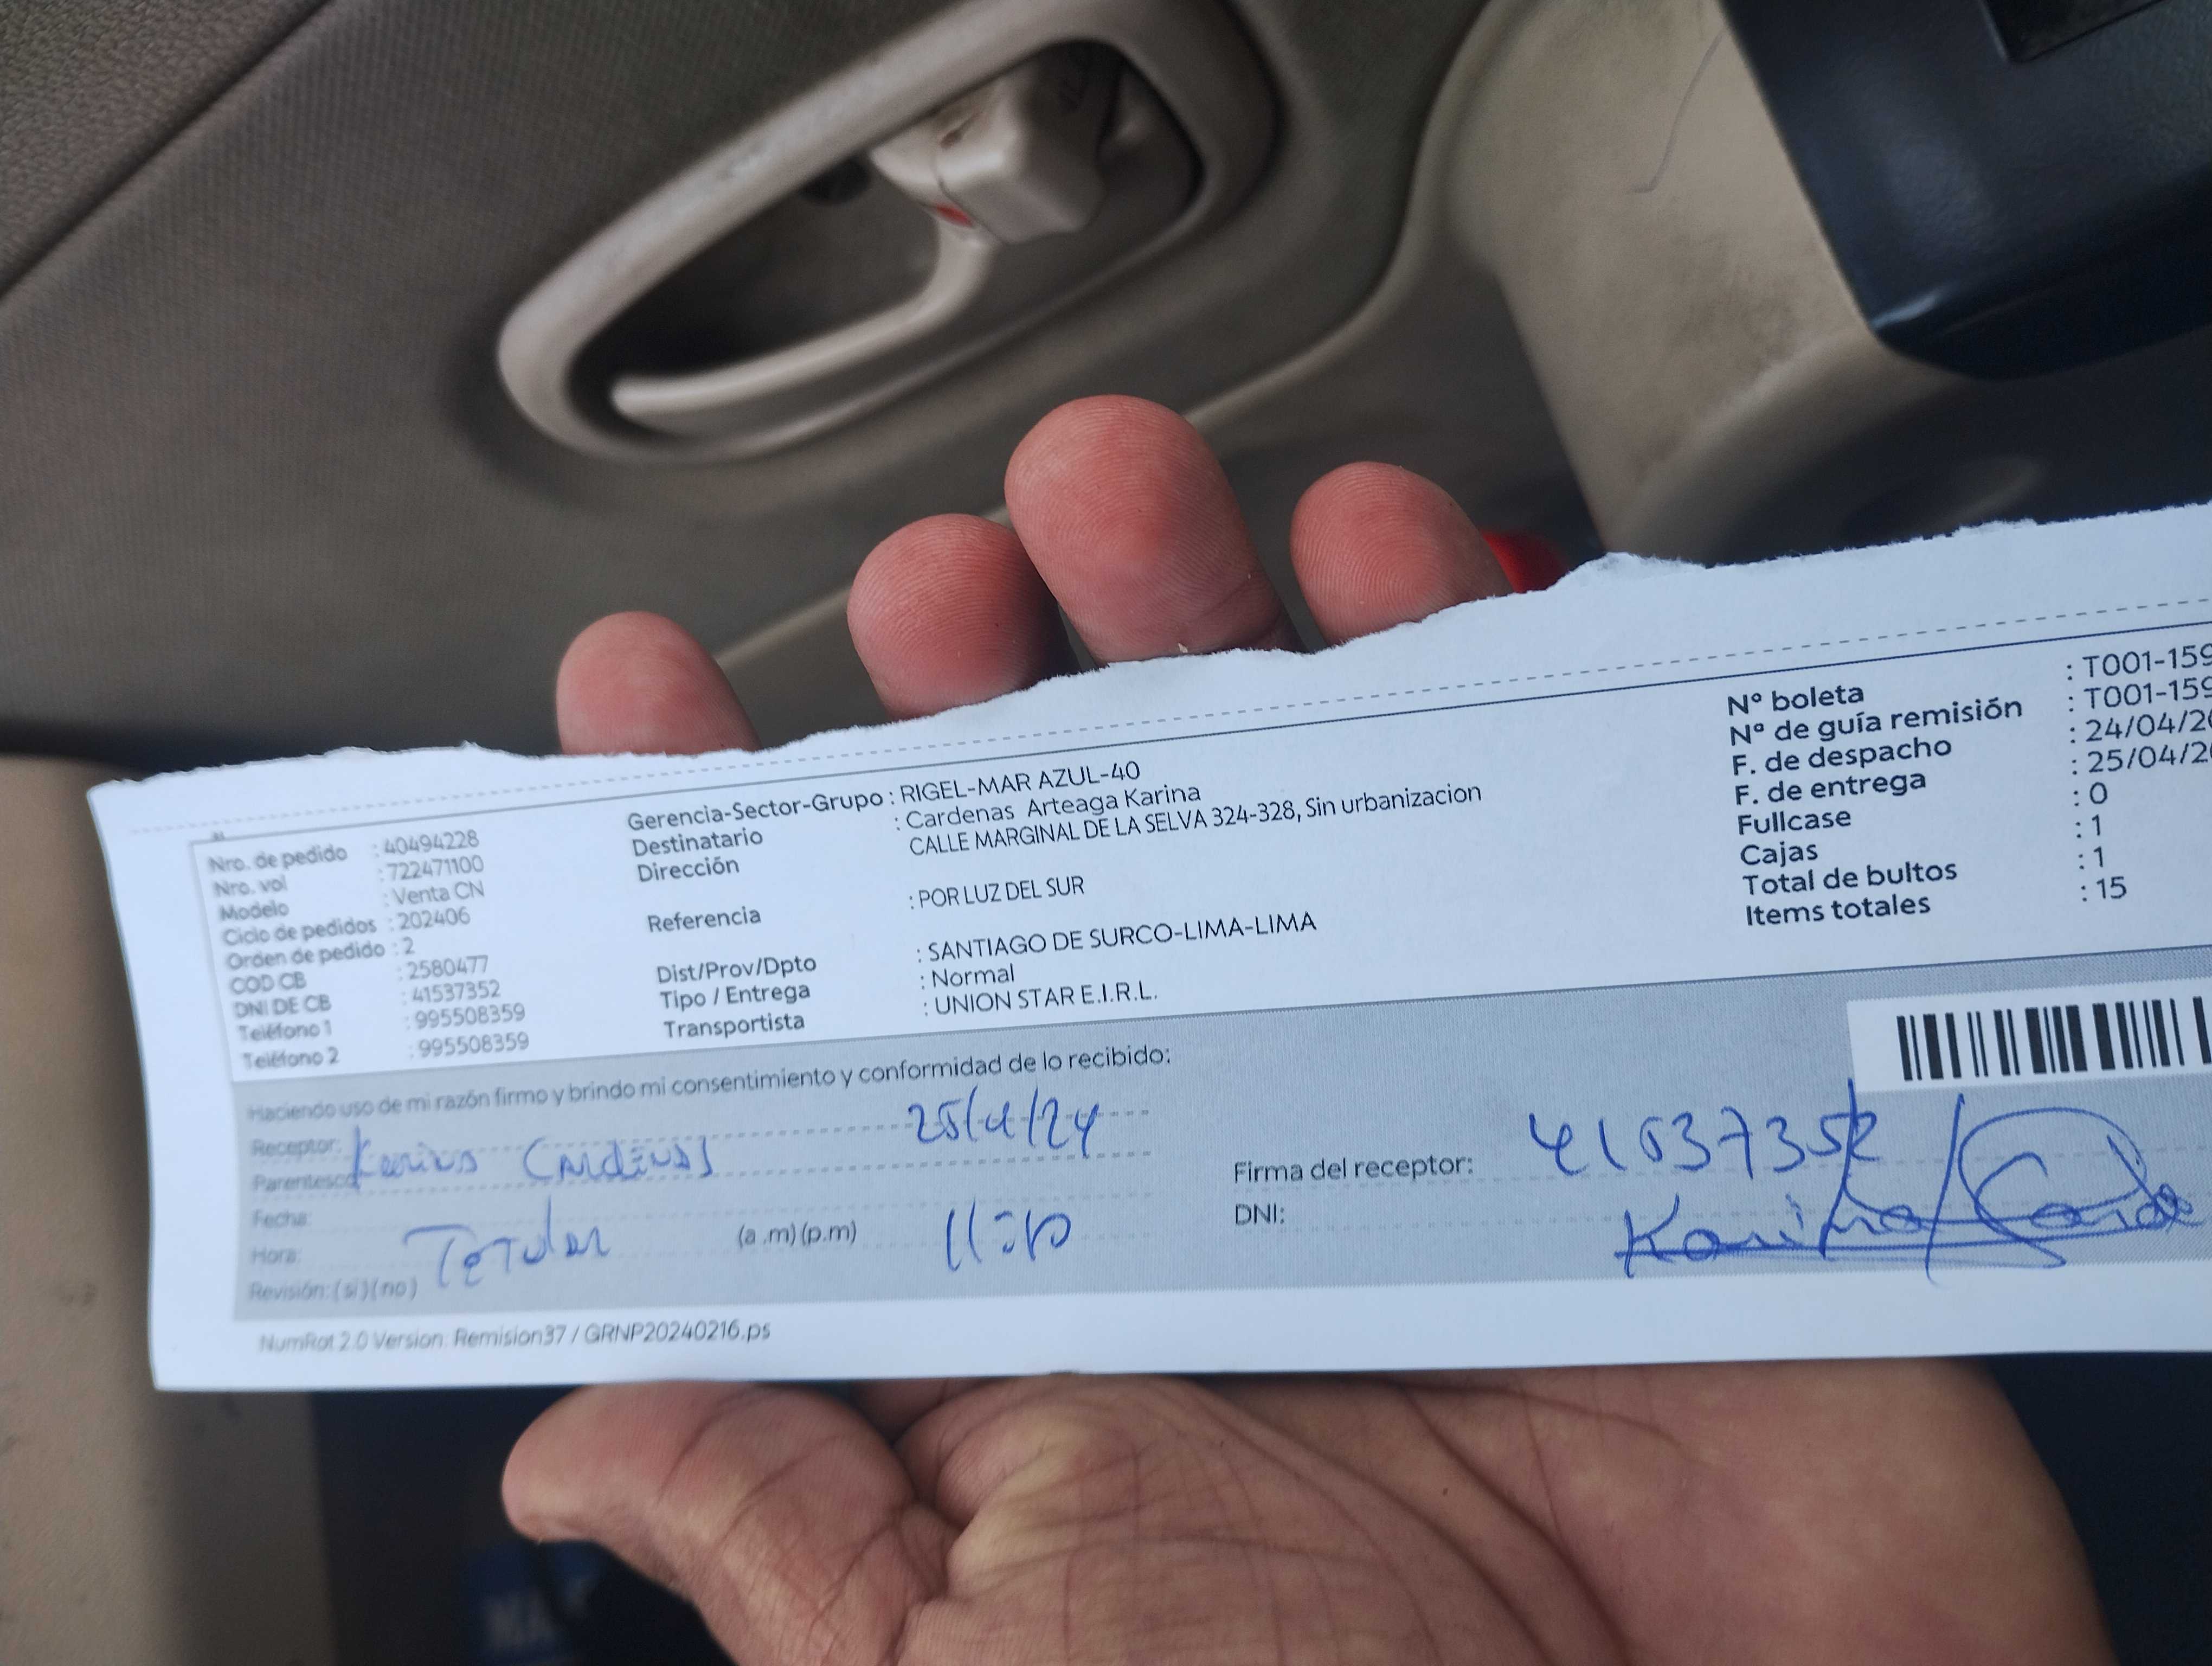 Nro. de pedido : 40494228
Nro. vol : 722471100
Modelo : Venta CN
Ciclo de pedidos : 202406
Orden de pedido : 2
COD CB : 2580477
DNI DE CB : 41537352
Teléfono 1 : 995508359
Teléfono 2 : 995508359
Gerencia-Sector-Grupo : RIGEL-MAR AZUL-40
Destinatario : Cardenas Arteaga Karina
Dirección CALLE MARGINAL DE LA SELVA 324-328, Sin urbanizacion
Referencia : POR LUZ DEL SUR
Dist/Prov/Dpto : SANTIAGO DE SURCO-LIMA-LIMA
Tipo / Entrega : Normal
Transportista : UNION STAR E.I.R.L.
N° boleta : T001-159
N° de guía remisión : T001-159
F. de despacho : 24/04/20
F. de entrega : 25/04/20
Fullcase : 0
Cajas : 1
Total de bultos : 1
Items totales : 15
Haciendo uso de mi razón firmo y brindo mi consentimiento y conformidad de lo recibido:
Receptor: 25/4/24
Parentesco
Fecha:
Hora: (a .m) (p.m)
Revisión: ( si ) ( no )
Firma del receptor: 41537352
DNI: Karina
NumRot 2.0 Version: Remision37 / GRNP20240216.ps